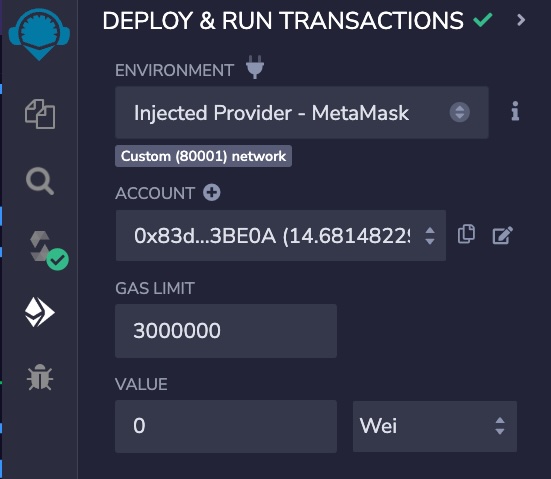 DEPLOY & RUN TRANSACTIONS
ENVIRONMENT
Injected Provider - MetaMask
Custom (80001) network
ACCOUNT
0x83d...3BE0A (14.68148229
GAS LIMIT
3000000
VALUE
0
Wei